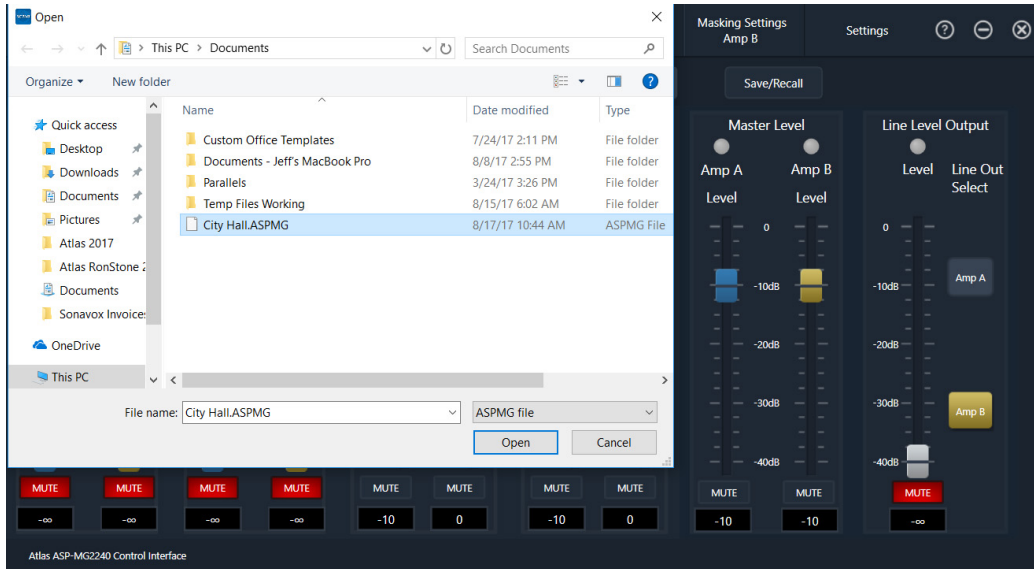 Open
This PC > Documents
Search Documents
Organize
New folder
Name
Date modified
Type
Quick access
Desktop
Downloads
Documents
Pictures
Atlas 2017
Atlas RonStone 2
Documents
Sonavox Invoices
OneDrive
This PC
Custom Office Templates 7/24/17 2:11 PM File folder
Documents - Jeff's MacBook Pro 8/8/17 2:55 PM File folder
Parallels 3/24/17 3:26 PM File folder
Temp Files Working 8/15/17 6:02 AM File folder
City Hall.ASPMG 8/17/17 10:44 AM ASPMG File
File name: City Hall.ASPMG
ASPMG file
Open
Cancel
Masking Settings
Amp B
Settings
?
Save/Recall
Master Level
Amp A Amp B
Level Level
0
-10dB
-20dB
-30dB
-40dB
MUTE MUTE
-10 -10
Line Level Output
Level
Line Out
Select
0
-10dB
-20dB
-30dB
-40dB
Amp A
Amp B
MUTE
-∞
MUTE MUTE MUTE MUTE MUTE MUTE MUTE MUTE
-∞ -∞ -∞ -∞ -10 0 -10 0
Atlas ASP-MG2240 Control Interface